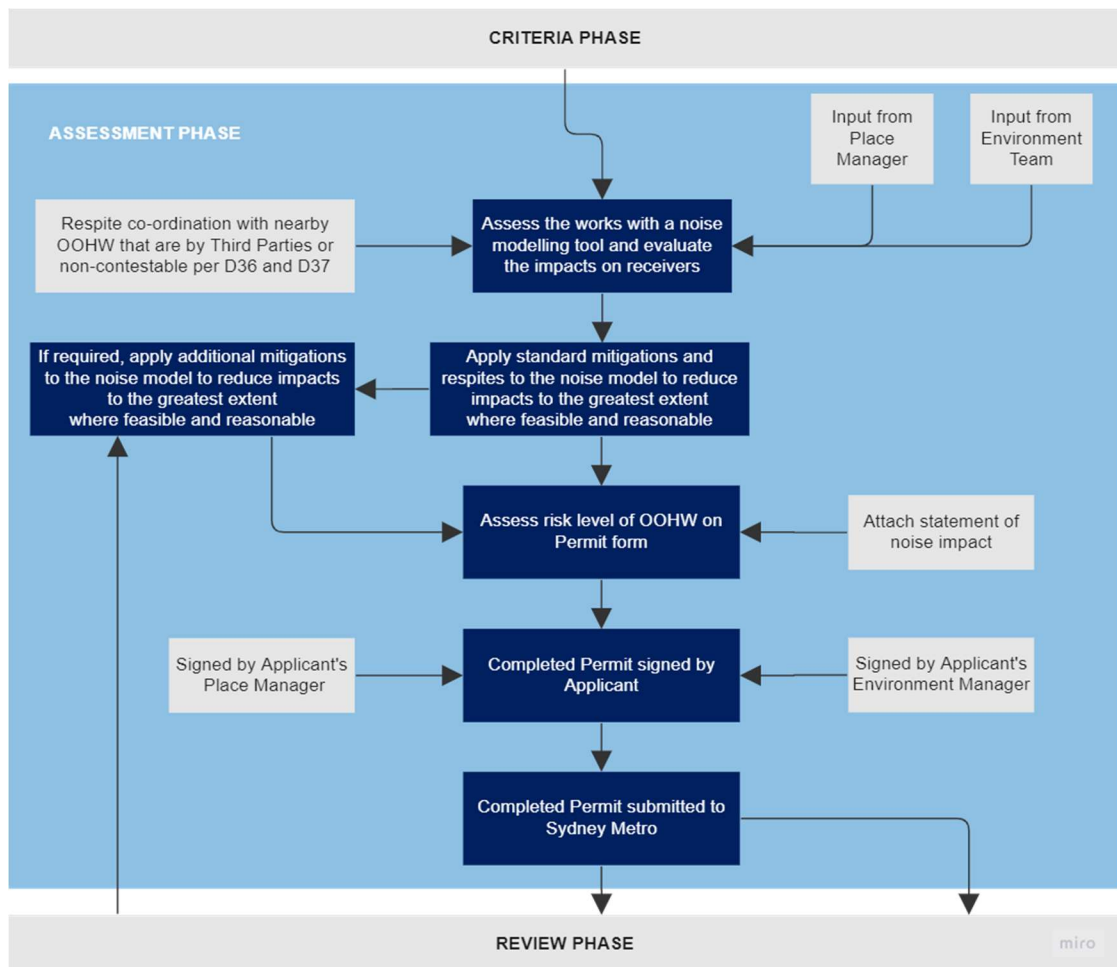 CRITERIA PHASE
ASSESSMENT PHASE
Input from
Place
Manager
Input from
Environment
Team
Respite co-ordination with nearby
OOHW that are by Third Parties or
non-contestable per D36 and D37
Assess the works with a noise
modelling tool and evaluate
the impacts on receivers
If required, apply additional mitigations
to the noise model to reduce impacts
to the greatest extent
where feasible and reasonable
Apply standard mitigations and
respites to the noise model to reduce
impacts to the greatest extent
where feasible and reasonable
Assess risk level of OOHW on
Permit form
Attach statement of
noise impact
Signed by Applicant's
Place Manager
Completed Permit signed by
Applicant
Signed by Applicant's
Environment Manager
Completed Permit submitted to
Sydney Metro
REVIEW PHASE
miro